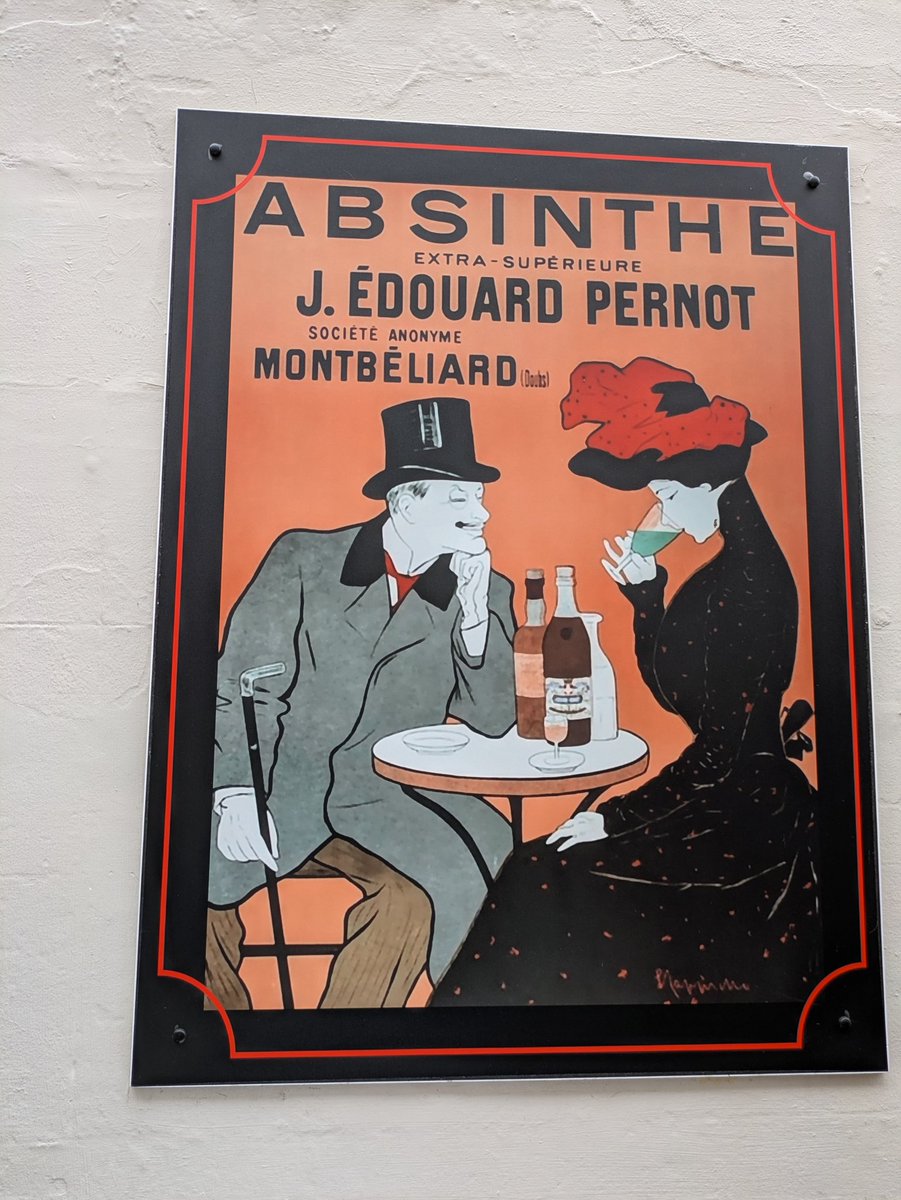 ABSINTHE
EXTRA-SUPÉRIEURE
J. ÉDOUARD PERNOT
SOCIÉTÉ ANONYME
MONTBÉLIARD (Doubs)